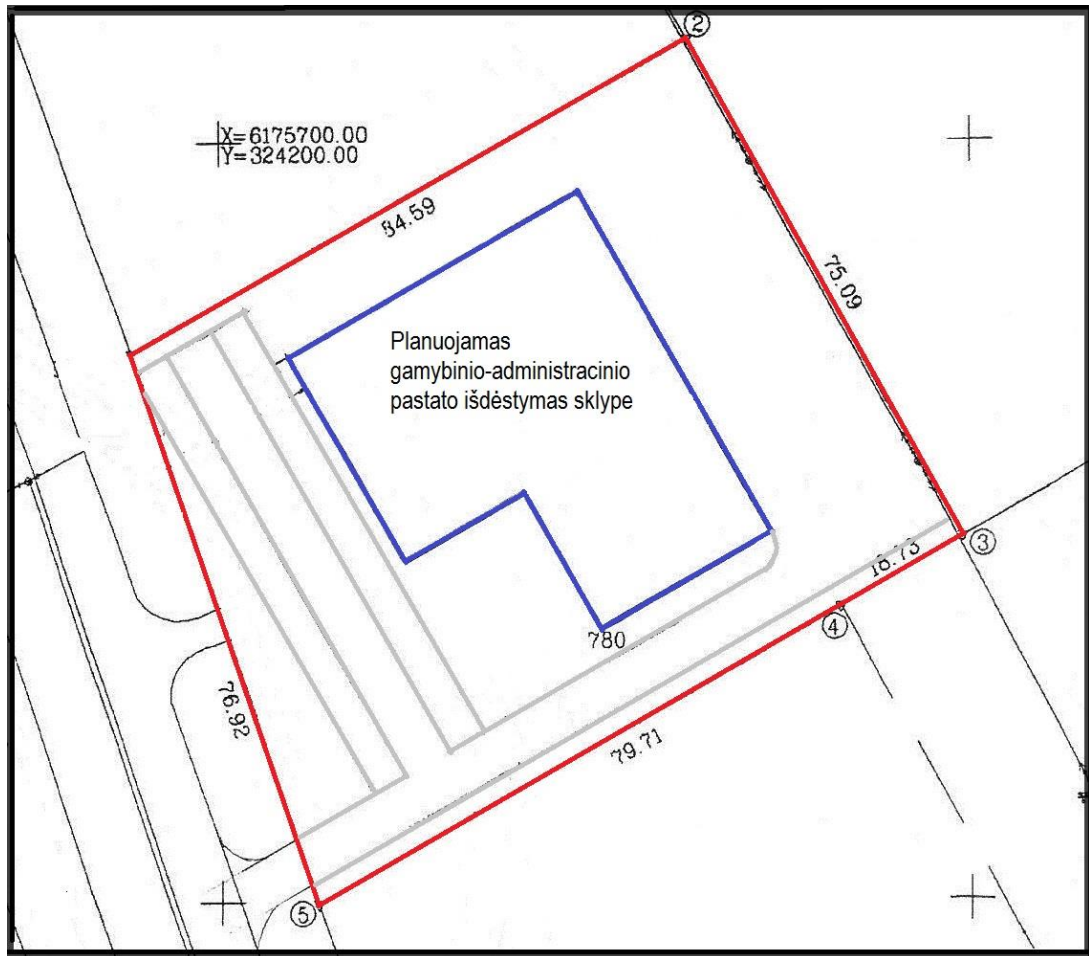 2
X=6175700.00
Y=324200.00
84.59
75.09
Planuojamas
gamybinio-administracinio
pastato išdėstymas sklype
3
18.73
4
780
76.92
79.71
5